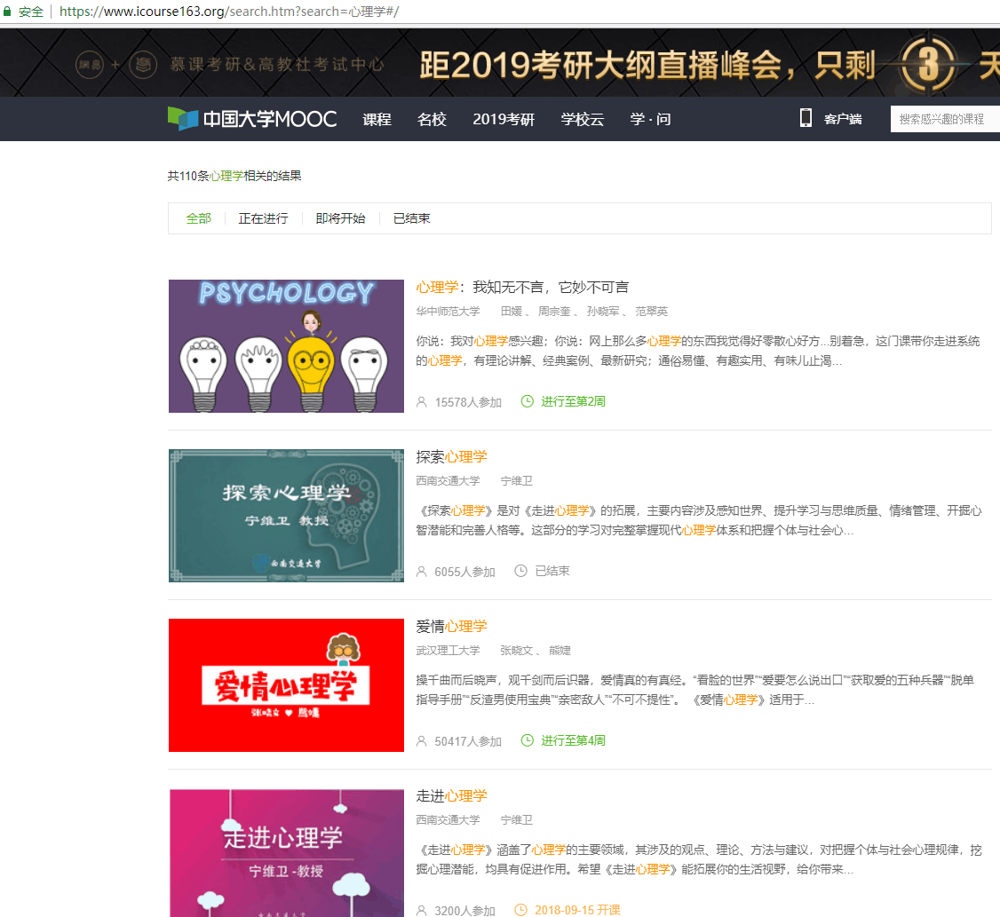 安全 https://www.icourse163.org/search.htm?search=心理学#/
網易 + 慕课考研&高教社考试中心 距2019考研大纲直播峰会，只剩 3 天
中国大学MOOC 课程 名校 2019考研 学校云 学·问 客户端 搜索感兴趣的课程
共110条心理学相关的结果
全部 正在进行 即将开始 已结束
PSYCHOLOGY
心理学：我知无不言，它妙不可言
华中师范大学 田媛 、 周宗奎 、 孙晓军 、 范翠英
你说：我对心理学感兴趣；你说：网上那么多心理学的东西我觉得好零散心好方...别着急，这门课带你走进系统
的心理学，有理论讲解、经典案例、最新研究；通俗易懂、有趣实用、有味儿止渴...
15578人参加 进行至第2周
探索心理学
宁维卫 教授
西南交通大学
探索心理学
西南交通大学 宁维卫
《探索心理学》是对《走进心理学》的拓展，主要内容涉及感知世界、提升学习与思维质量、情绪管理、开掘心
智潜能和完善人格等。这部分的学习对完整掌握现代心理学体系和把握个体与社会心...
6055人参加 已结束
爱情心理学
张晓文 ♥ 熊婕
爱情心理学
武汉理工大学 张晓文 、 熊婕
操千曲而后晓声，观千剑而后识器，爱情真的有真经。“看脸的世界”“爱要怎么说出口”“获取爱的五种兵器”“脱单
指导手册”“反渣男使用宝典”“亲密敌人”“不可不提性”。 《爱情心理学》适用于...
50417人参加 进行至第4周
走进心理学
宁维卫 -教授
走进心理学
西南交通大学 宁维卫
《走进心理学》涵盖了心理学的主要领域，其涉及的观点、理论、方法与建议，对把握个体与社会心理规律，挖
掘心理潜能，均具有促进作用。希望《走进心理学》能拓展你的生活视野，给你带来...
3200人参加 2018-09-15 开课